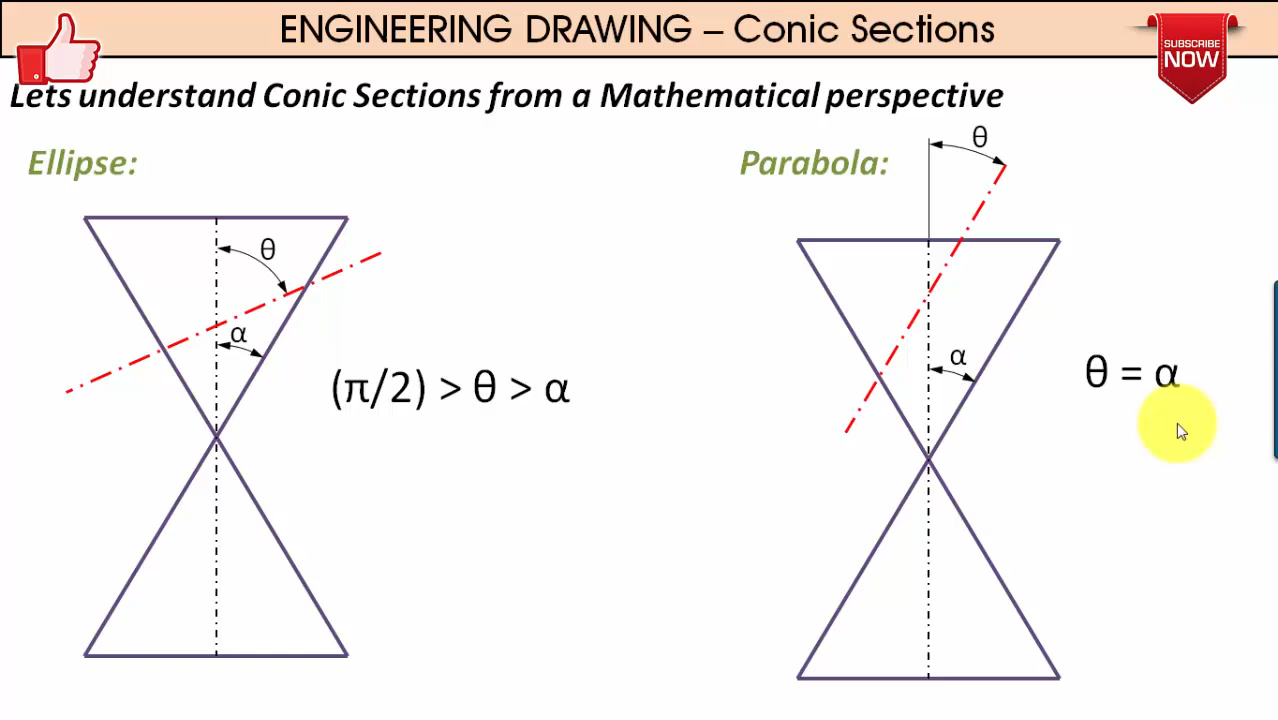 ENGINEERING DRAWING – Conic Sections
SUBSCRIBE
NOW
Lets understand Conic Sections from a Mathematical perspective
Ellipse:
θ
α
(π/2) > θ > α
Parabola:
θ
α
θ = α